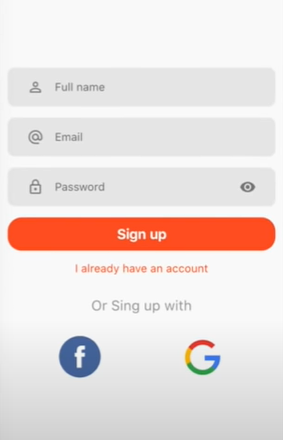 Full name
Email
Password
Sign up
I already have an account
Or Sing up with